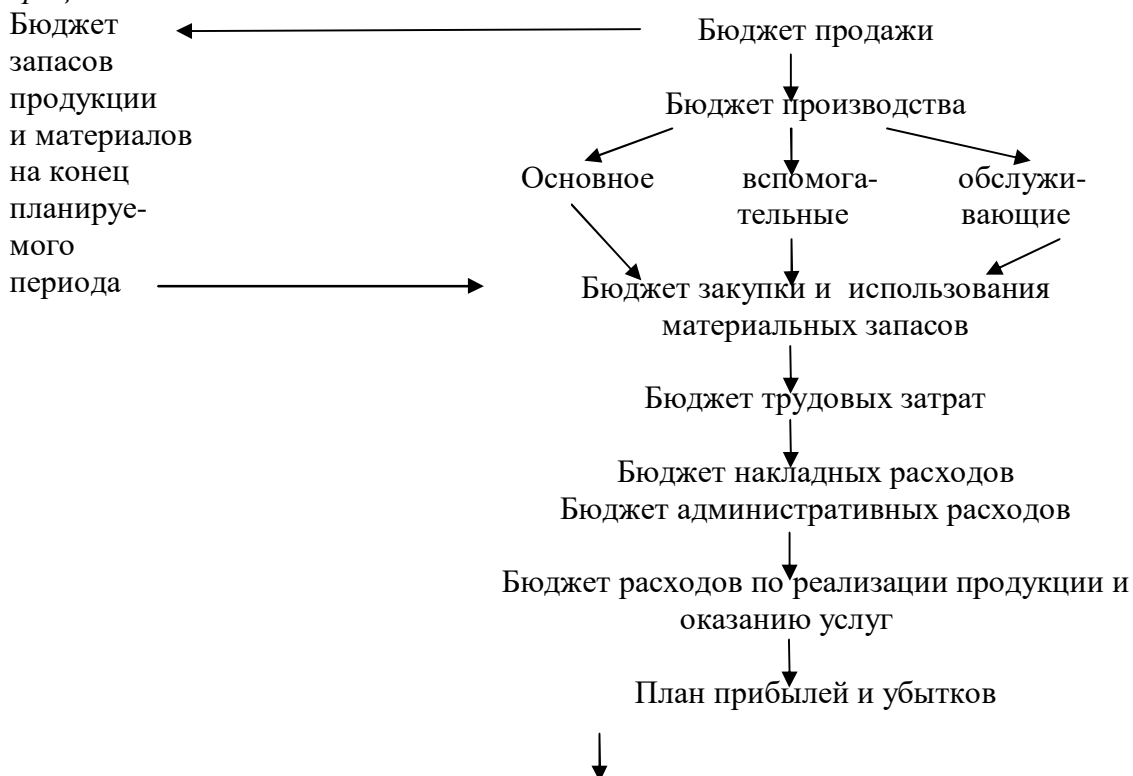 Бюджет
запасов
продукции
и материалов
на конец
планируе-
мого
периода
Бюджет продажи
Бюджет производства
Основное вспомога- обслужи-
тельные вающие
Бюджет закупки и использования
материальных запасов
Бюджет трудовых затрат
Бюджет накладных расходов
Бюджет административных расходов
Бюджет расходов по реализации продукции и
оказанию услуг
План прибылей и убытков